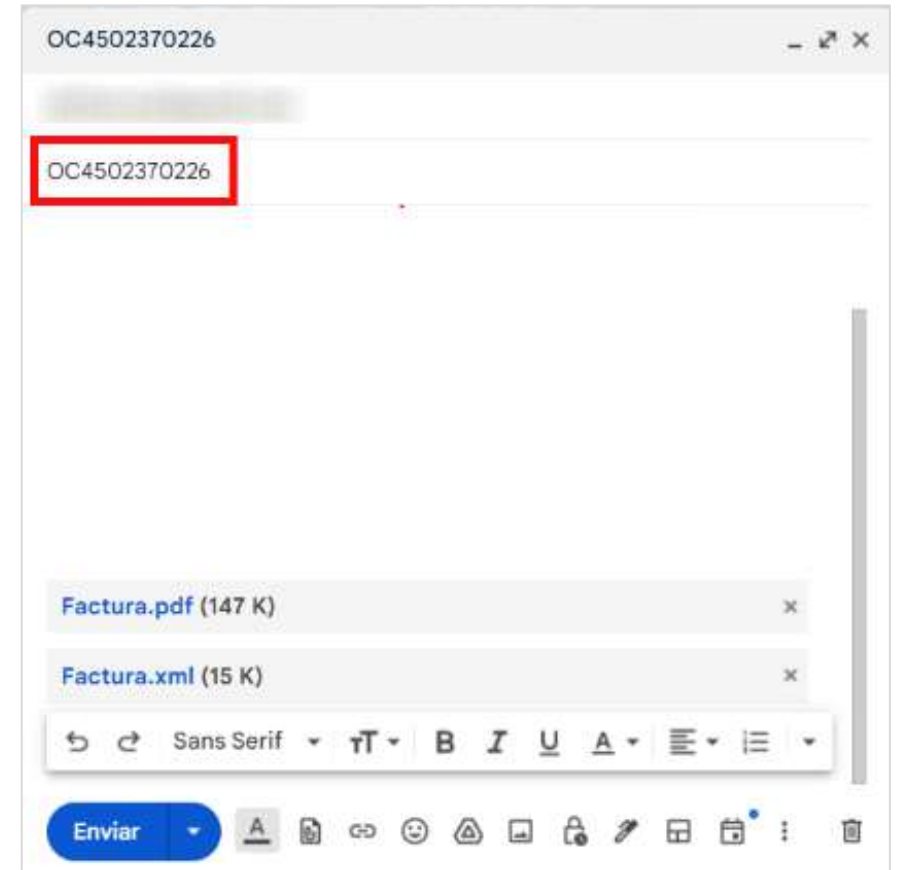 OC4502370226
OC4502370226
Factura.pdf (147 K)
Factura.xml (15 K)
Sans Serif
B I U A
Enviar A